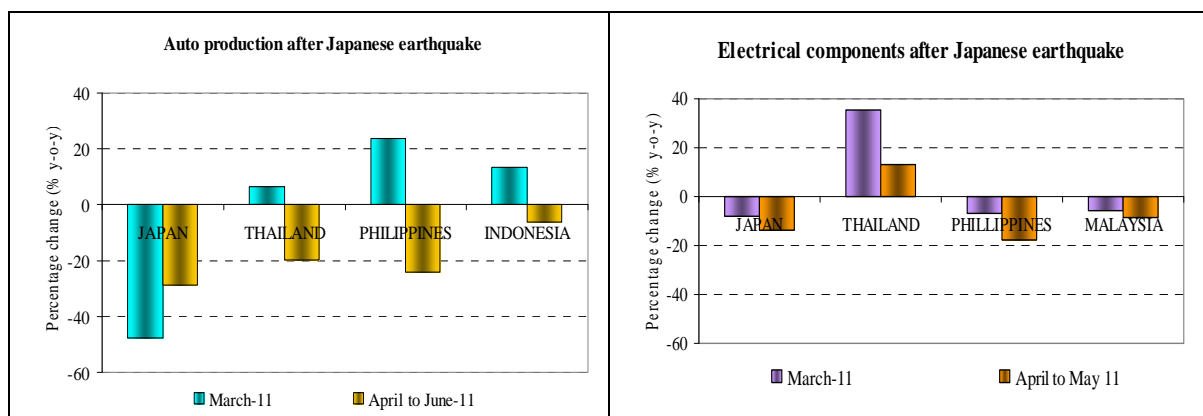 Auto production after Japanese earthquake
Percentage change (% y-o-y)
40
20
0
-20
-40
-60
JAPAN THAILAND PHILIPPINES INDONESIA
March-11 April to June-11
Electrical components after Japanese earthquake
Percentage change (% y-o-y)
40
20
0
-20
-40
-60
JAPAN THAILAND PHILLIPPINES MALAYSIA
March-11 April to May 11